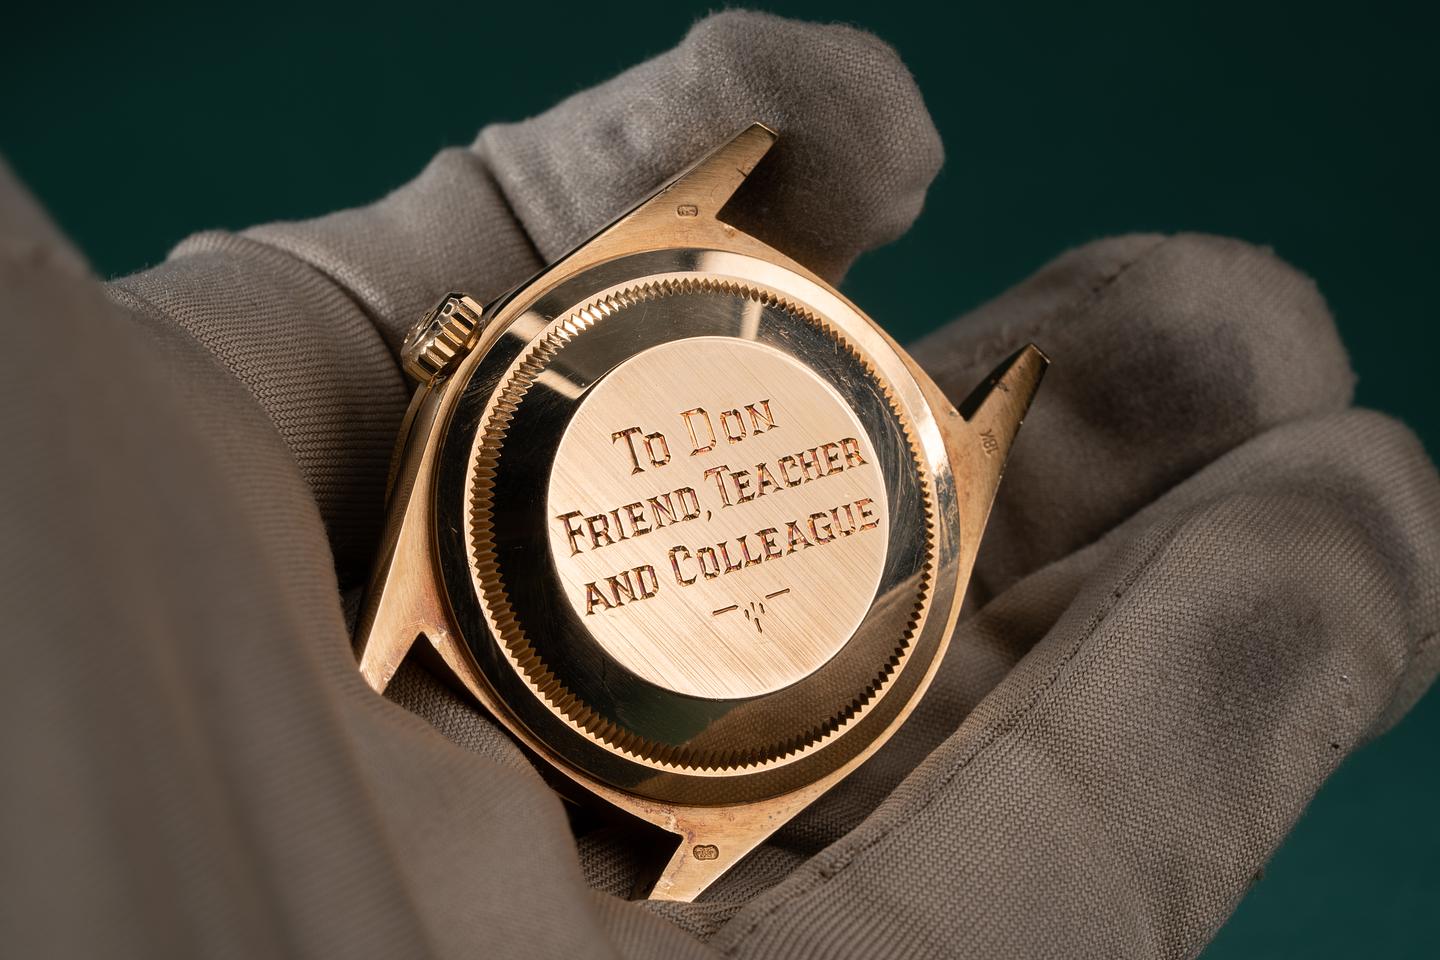 To Don
Friend, Teacher
and Colleague
18K